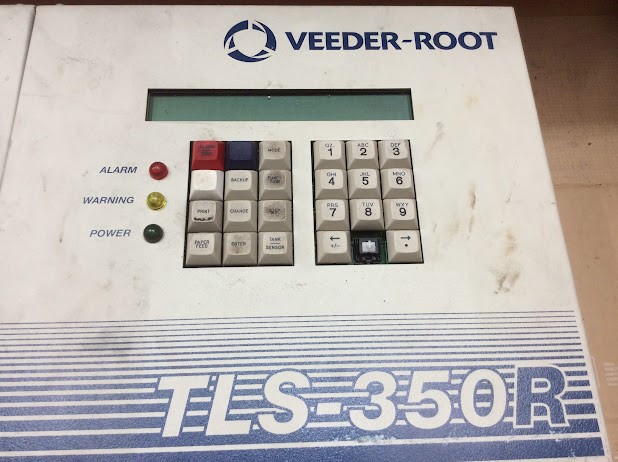 VEEDER-ROOT
ALARM
WARNING
POWER
MODE
BACKUP
PRINT
CHANGE
PAPER FEED
ENTER
TANK SENSOR
QZ. 1
ABC 2
DEF 3
GHI 4
JKL 5
MNO 6
PRS 7
TUV 8
WXY 9
← +/-
→ .
TLS-350R